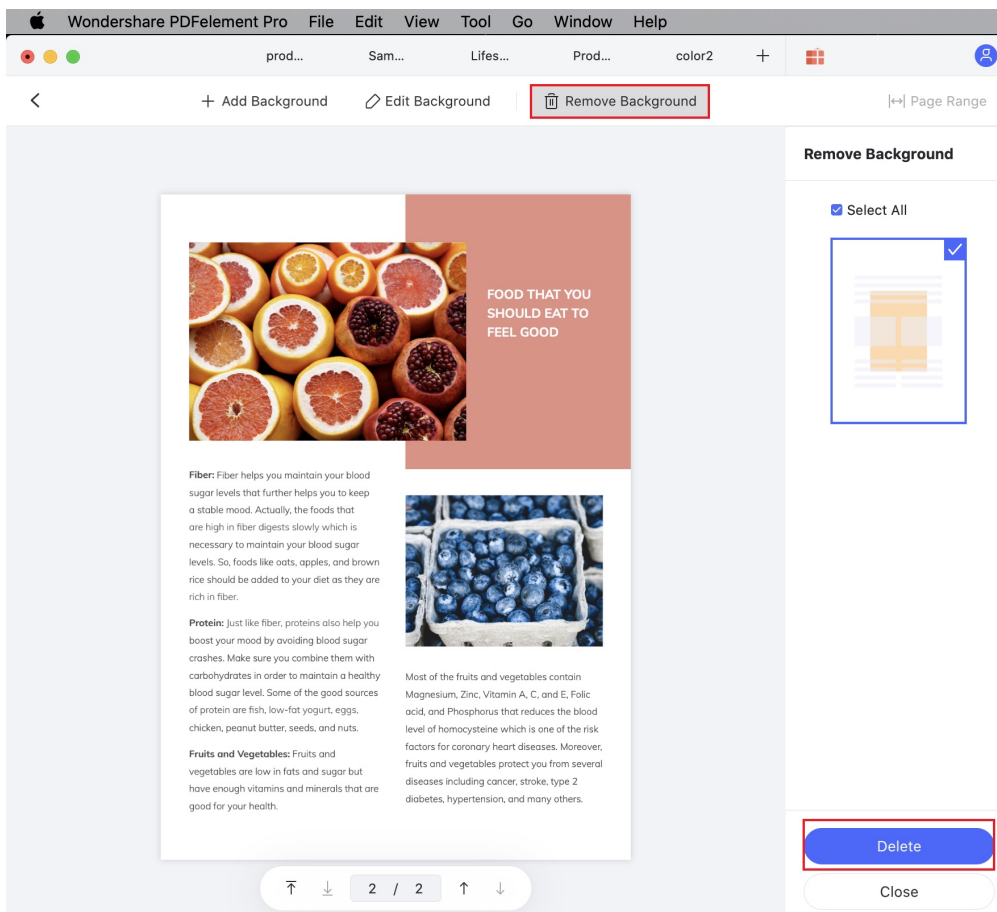 Wondershare PDFelement Pro File Edit View Tool Go Window Help
prod... Sam... Lifes... Prod... color2 +
+ Add Background Edit Background Remove Background Page Range
Remove Background
Select All
FOOD THAT YOU
SHOULD EAT TO
FEEL GOOD
Fiber: Fiber helps you maintain your blood
sugar levels that further helps you to keep
a stable mood. Actually, the foods that
are high in fiber digests slowly which is
necessary to maintain your blood sugar
levels. So, foods like oats, apples, and brown
rice should be added to your diet as they are
rich in fiber.
Protein: Just like fiber, proteins also help you
boost your mood by avoiding blood sugar
crashes. Make sure you combine them with
carbohydrates in order to maintain a healthy
blood sugar level. Some of the good sources
of protein are fish, low-fat yogurt, eggs,
chicken, peanut butter, seeds, and nuts.
Fruits and Vegetables: Fruits and
vegetables are low in fats and sugar but
have enough vitamins and minerals that are
good for your health.
Most of the fruits and vegetables contain
Magnesium, Zinc, Vitamin A, C, and E, Folic
acid, and Phosphorus that reduces the blood
level of homocysteine which is one of the risk
factors for coronary heart diseases. Moreover,
fruits and vegetables protect you from several
diseases including cancer, stroke, type 2
diabetes, hypertension, and many others.
2 / 2
Delete
Close